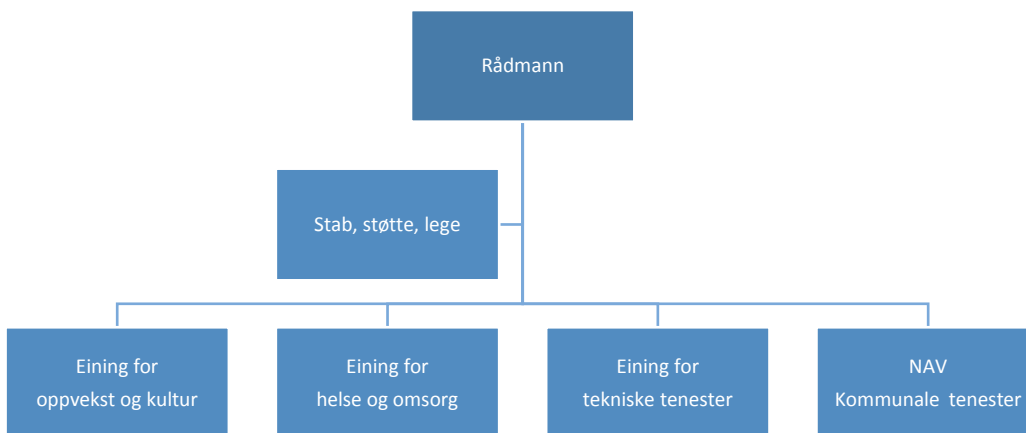 Rådmann
Stab, støtte, lege
Eining for
oppvekst og kultur
Eining for
helse og omsorg
Eining for
tekniske tenester
NAV
Kommunale tenester